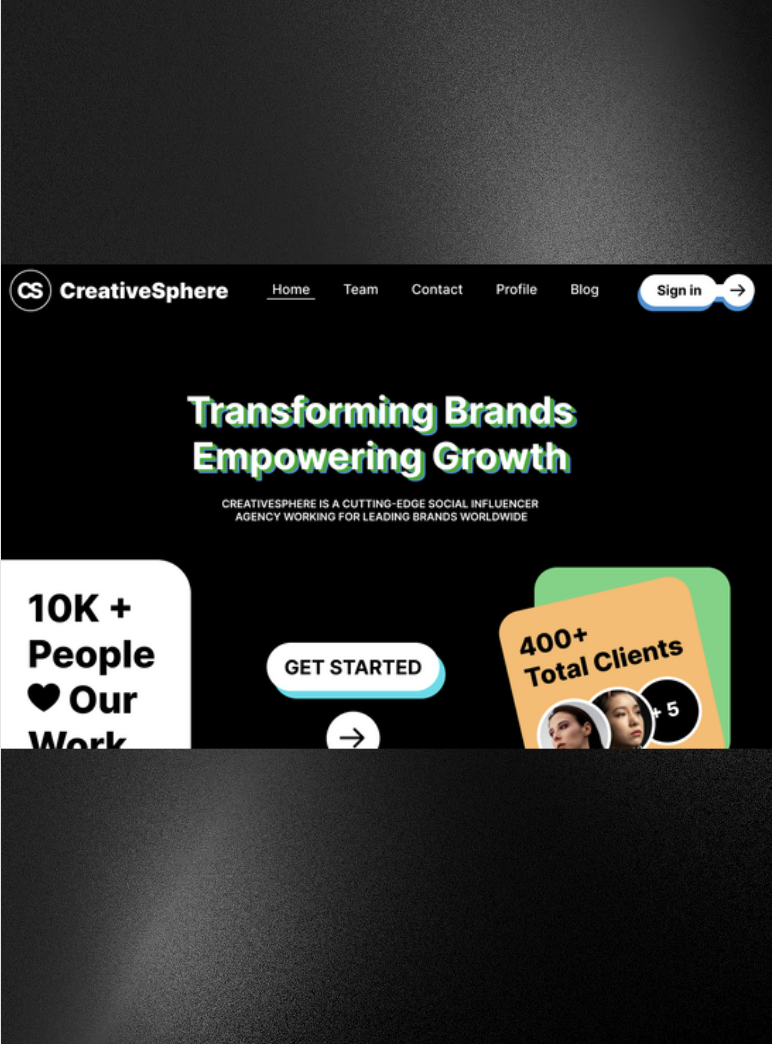 CS CreativeSphere Home Team Contact Profile Blog Sign in →
Transforming Brands
Empowering Growth
CREATIVESPHERE IS A CUTTING-EDGE SOCIAL INFLUENCER
AGENCY WORKING FOR LEADING BRANDS WORLDWIDE
10K +
People
♥ Our
Work
GET STARTED
→
400+
Total Clients
+ 5